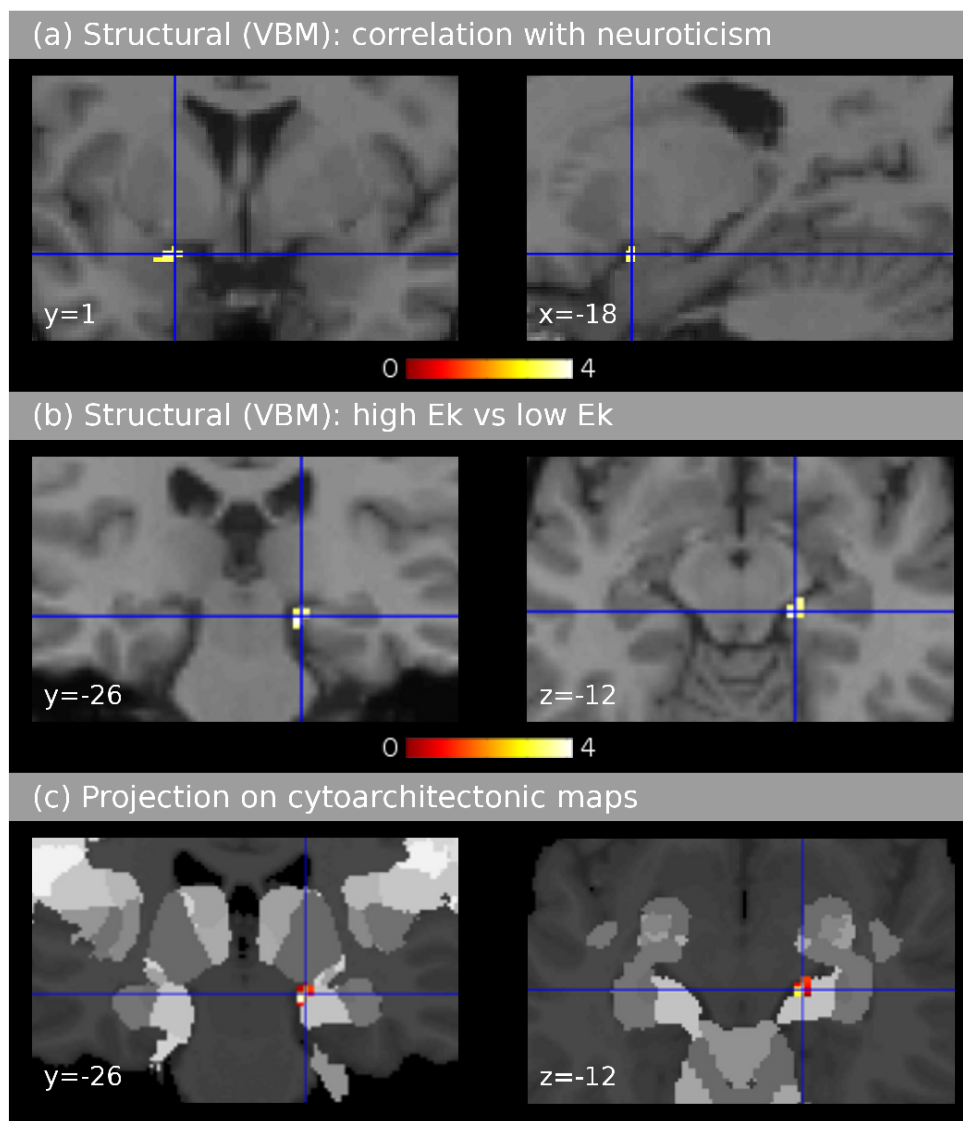 (a) Structural (VBM): correlation with neuroticism
y=1
x=-18
0 4
(b) Structural (VBM): high Ek vs low Ek
y=-26
z=-12
0 4
(c) Projection on cytoarchitectonic maps
y=-26
z=-12